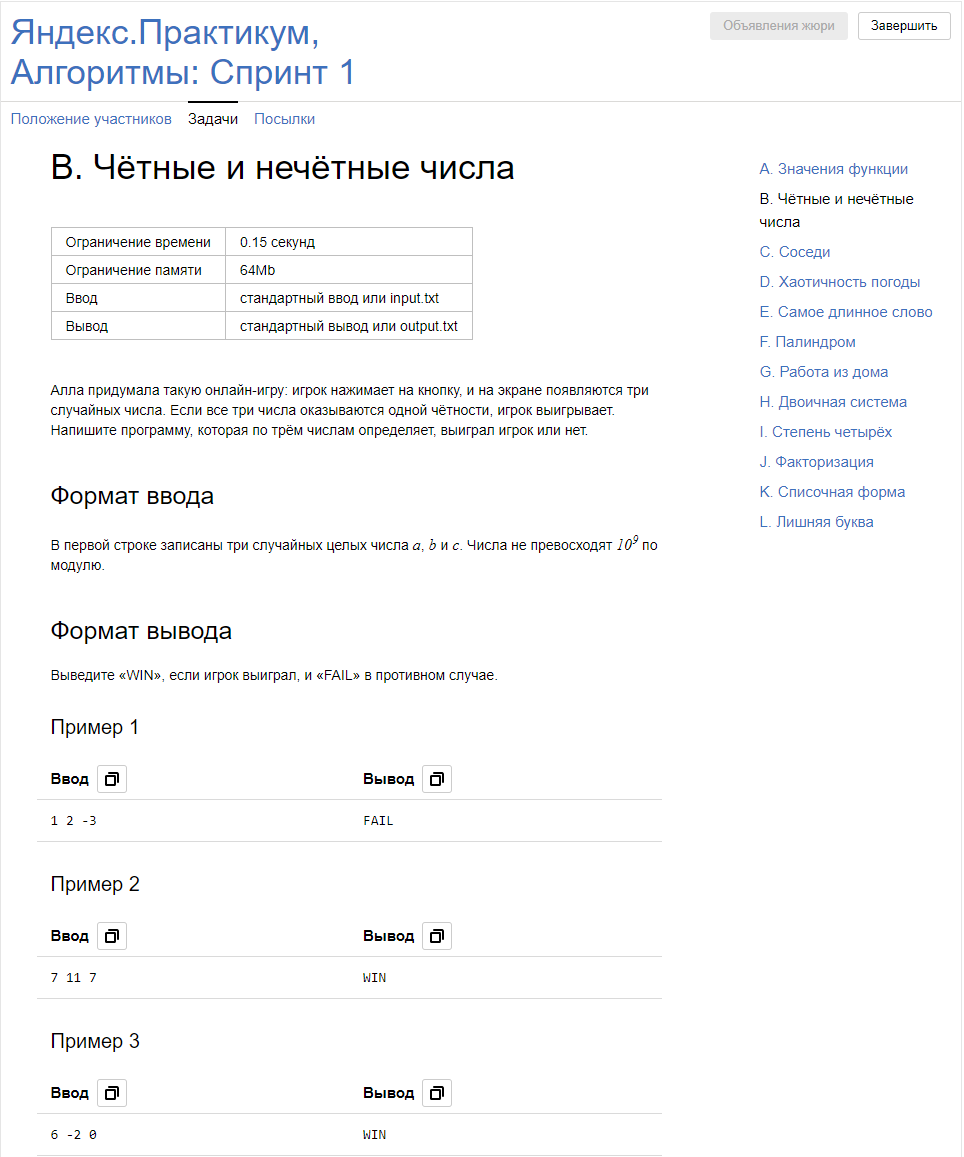 Яндекс.Практикум,
Алгоритмы: Спринт 1
Объявления жюри
Завершить
Положение участников Задачи Посылки
B. Чётные и нечётные числа
Ограничение времени 0.15 секунд
Ограничение памяти 64Mb
Ввод стандартный ввод или input.txt
Вывод стандартный вывод или output.txt
Алла придумала такую онлайн-игру: игрок нажимает на кнопку, и на экране появляются три
случайных числа. Если все три числа оказываются одной чётности, игрок выигрывает.
Напишите программу, которая по трём числам определяет, выиграл игрок или нет.
Формат ввода
В первой строке записаны три случайных целых числа a, b и c. Числа не превосходят 10⁹ по
модулю.
Формат вывода
Выведите «WIN», если игрок выиграл, и «FAIL» в противном случае.
Пример 1
Ввод Вывод
1 2 -3 FAIL
Пример 2
Ввод Вывод
7 11 7 WIN
Пример 3
Ввод Вывод
6 -2 0 WIN
A. Значения функции
B. Чётные и нечётные
числа
C. Соседи
D. Хаотичность погоды
E. Самое длинное слово
F. Палиндром
G. Работа из дома
H. Двоичная система
I. Степень четырёх
J. Факторизация
K. Списочная форма
L. Лишняя буква